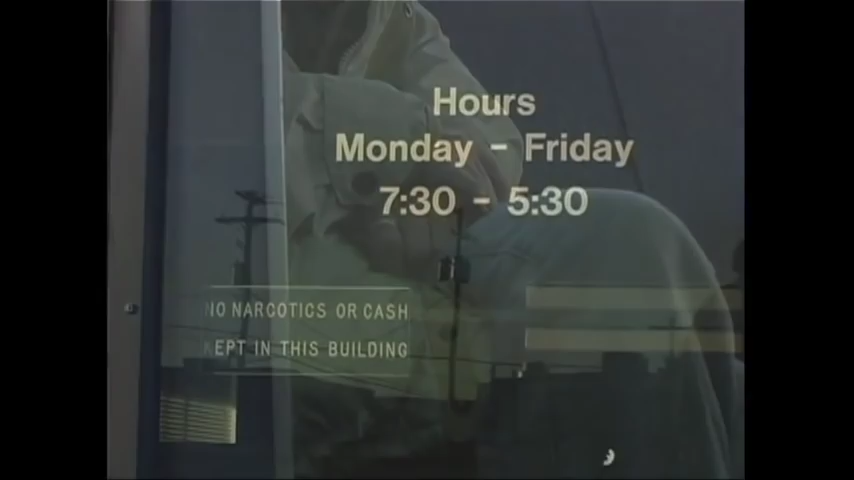 Hours
Monday - Friday
7:30 - 5:30
NO NARCOTICS OR CASH
KEPT IN THIS BUILDING